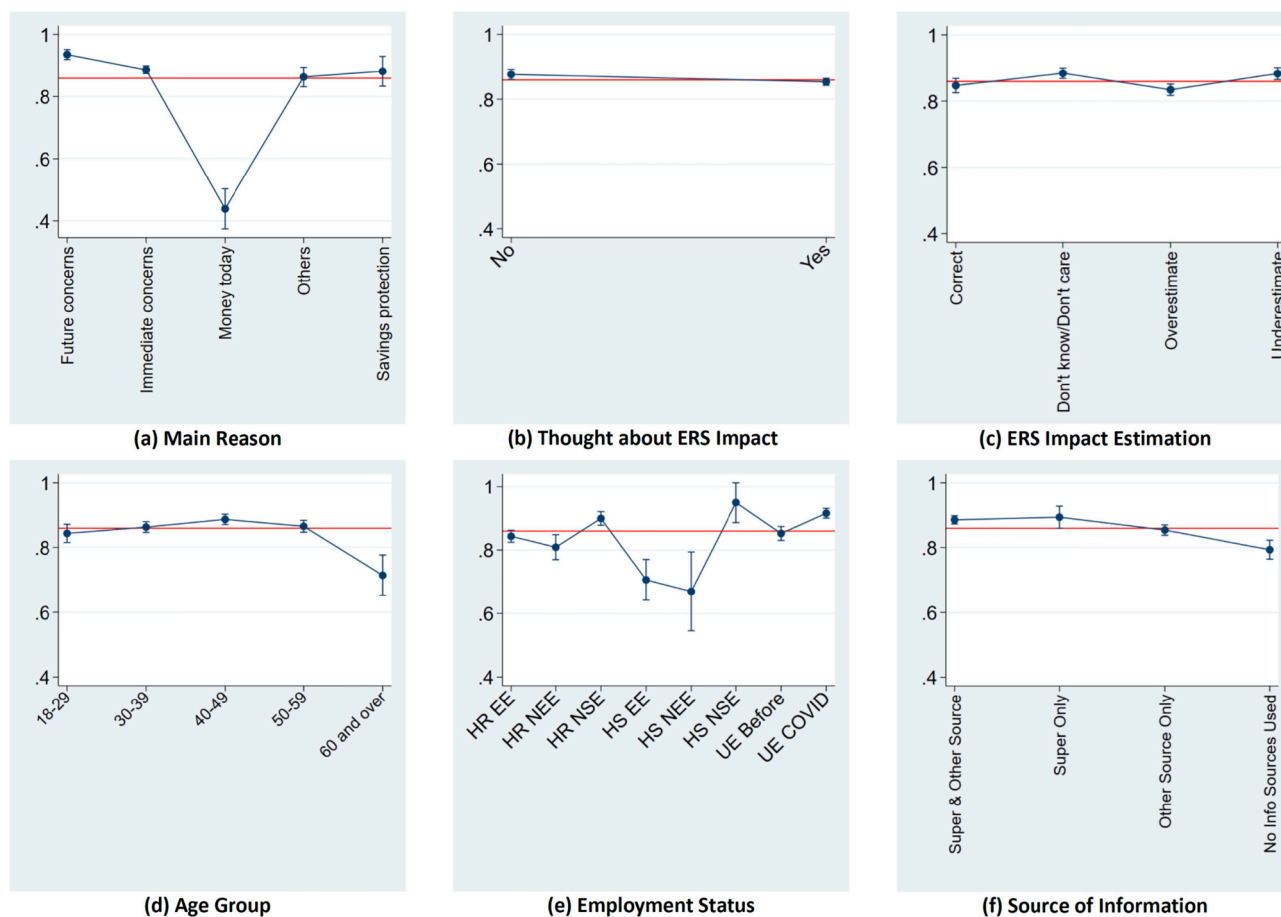 1
.8
.6
.4
Future concerns
Immediate concerns
Money today
Others
Savings protection
(a) Main Reason
1
.8
.6
.4
No
Yes
(b) Thought about ERS Impact
1
.8
.6
.4
Correct
Don't know/Don't care
Overestimate
Underestimate
(c) ERS Impact Estimation
1
.8
.6
.4
18-29
30-39
40-49
50-59
60 and over
(d) Age Group
1
.8
.6
.4
HR EE
HR NEE
HR NSE
HS EE
HS NEE
HS NSE
UE Before
UE COVID
(e) Employment Status
1
.8
.6
.4
Super & Other Source
Super Only
Other Source Only
No Info Sources Used
(f) Source of Information